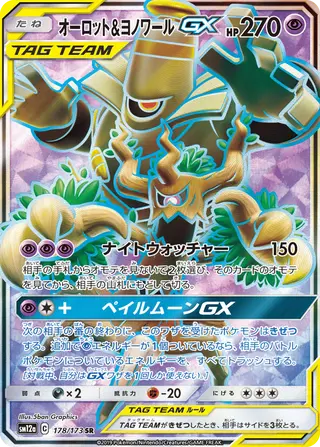 たね
オーロット&ヨノワールGX
HP270
TAG TEAM
ナイトウォッチャー 150
相手の手札からオモテを見ないで2枚選び、そのカードのオモテ
を見てから、相手の山札にもどして切る。
+ ペイルムーンGX
次の相手の番の終わりに、このワザを受けたポケモンはきぜつ
する。追加でエネルギーが1個ついているなら、相手のバトル
ポケモンについているエネルギーを、すべてトラッシュする。
[対戦中、自分はGXワザを1回しか使えない。]
弱点 ×2 抵抗力 -20 にげる
Illus.5ban Graphics
sm12a C 178/173 SR
TAG TEAM ルール
TAG TEAMがきぜつしたら、相手はサイドを3枚とる。
©2019 Pokémon/Nintendo/Creatures/GAME FREAK